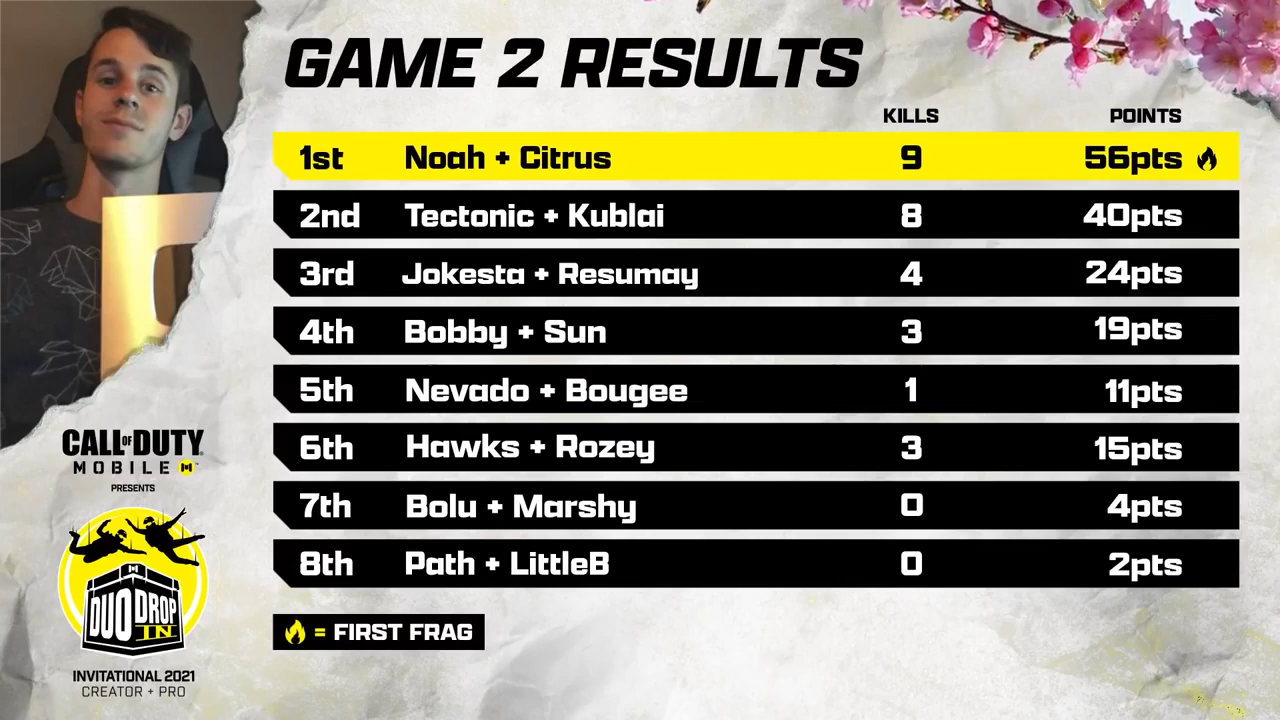 GAME 2 RESULTS
KILLS POINTS
1st Noah + Citrus 9 56pts
2nd Tectonic + Kublai 8 40pts
3rd Jokesta + Resumay 4 24pts
4th Bobby + Sun 3 19pts
5th Nevado + Bougee 1 11pts
6th Hawks + Rozey 3 15pts
7th Bolu + Marshy 0 4pts
8th Path + LittleB 0 2pts
= FIRST FRAG
CALL OF DUTY
MOBILE
PRESENTS
DUO DROP
IN
INVITATIONAL 2021
CREATOR + PRO